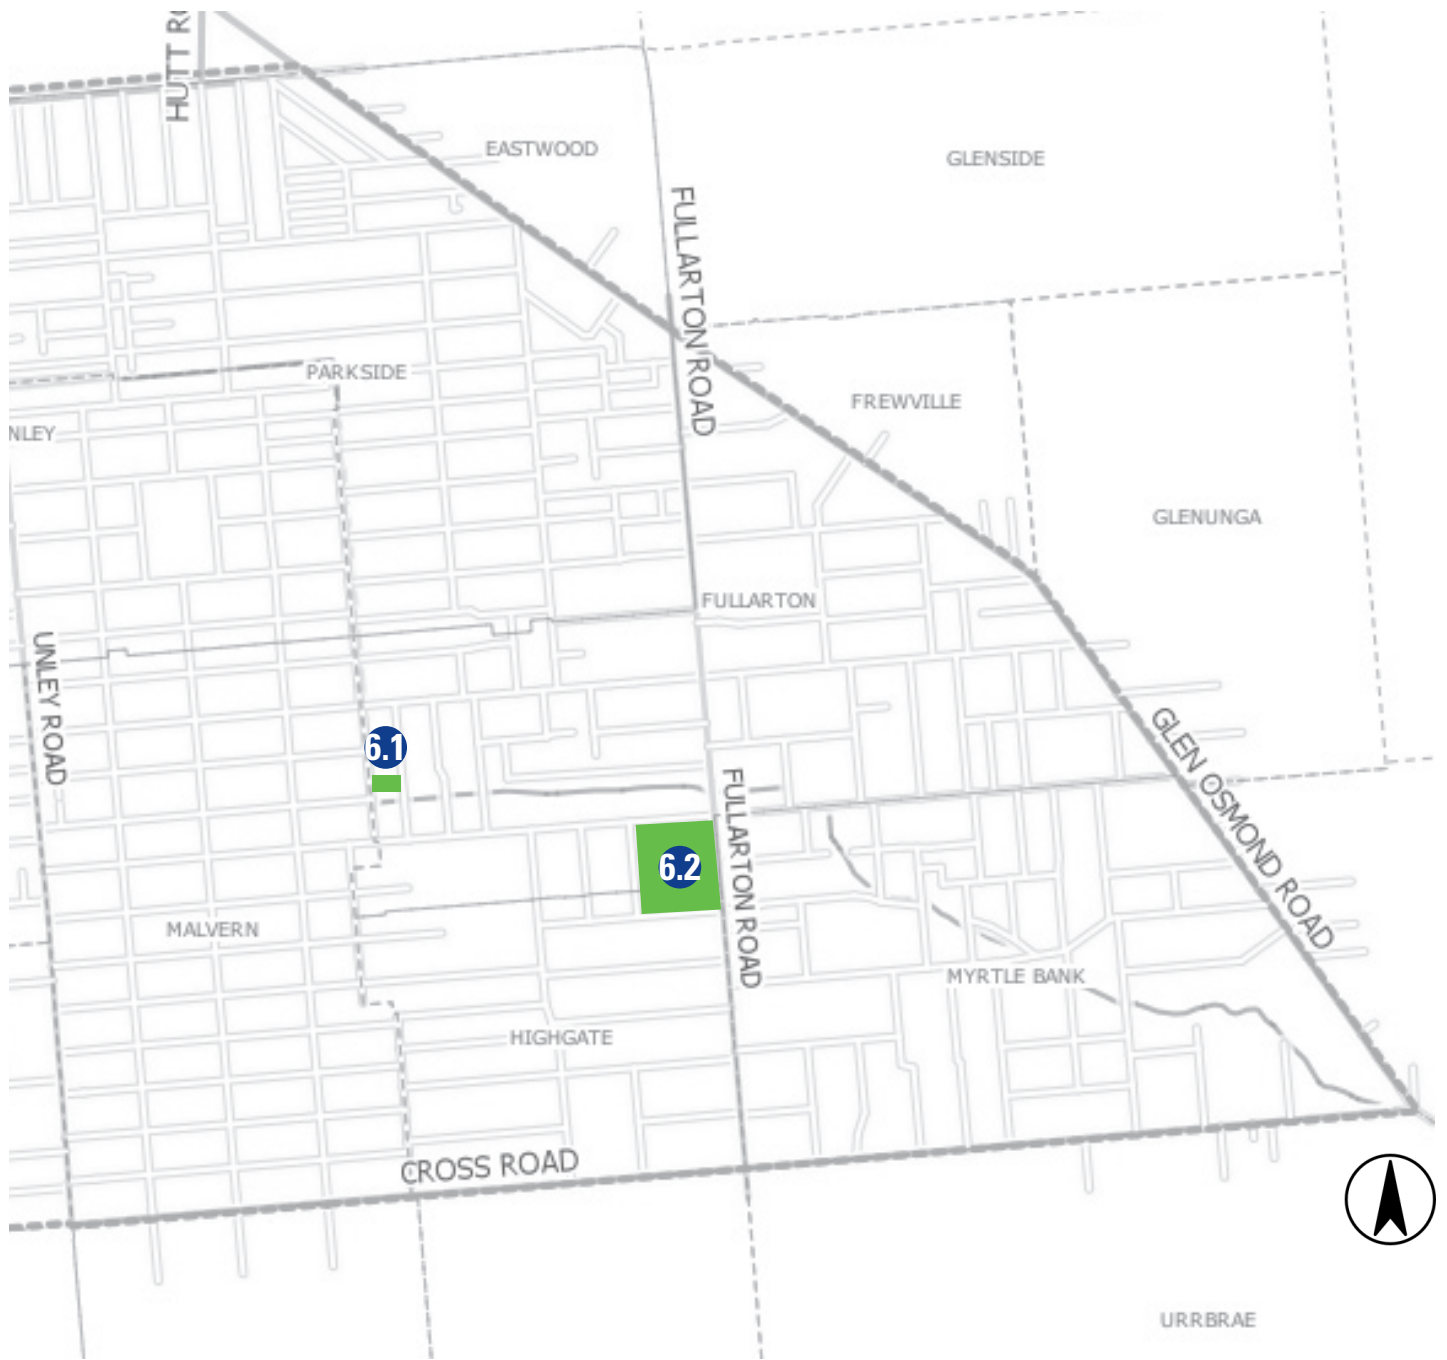 HUTT RO
EASTWOOD
GLENSIDE
FULLARTON ROAD
PARKSIDE
FREWVILLE
NLEY
GLENUNGA
FULLARTON
UNLEY ROAD
6.1
GLEN OSMOND ROAD
FULLARTON ROAD
6.2
MALVERN
MYRTLE BANK
HIGHGATE
CROSS ROAD
URRBRAE